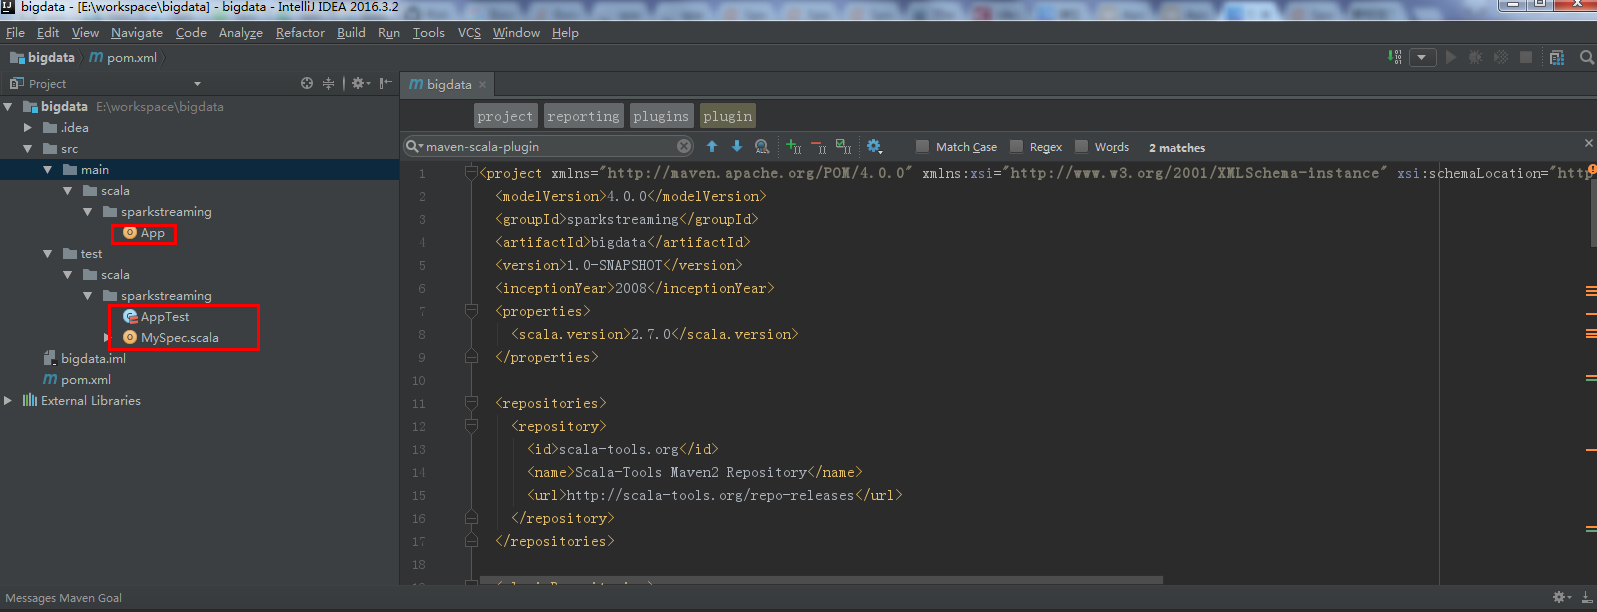 bigdata - [E:\workspace\bigdata] - bigdata - IntelliJ IDEA 2016.3.2
File Edit View Navigate Code Analyze Refactor Build Run Tools VCS Window Help
bigdata pom.xml
Project
bigdata
bigdata E:\workspace\bigdata
.idea
src
main
scala
sparkstreaming
App
test
scala
sparkstreaming
AppTest
MySpec.scala
bigdata.iml
pom.xml
External Libraries
project reporting plugins plugin
maven-scala-plugin Match Case Regex Words 2 matches
1 <project xmlns="http://maven.apache.org/POM/4.0.0" xmlns:xsi="http://www.w3.org/2001/XMLSchema-instance" xsi:schemaLocation="http
2 <modelVersion>4.0.0</modelVersion>
3 <groupId>sparkstreaming</groupId>
4 <artifactId>bigdata</artifactId>
5 <version>1.0-SNAPSHOT</version>
6 <inceptionYear>2008</inceptionYear>
7 <properties>
8 <scala.version>2.7.0</scala.version>
9 </properties>
10
11 <repositories>
12 <repository>
13 <id>scala-tools.org</id>
14 <name>Scala-Tools Maven2 Repository</name>
15 <url>http://scala-tools.org/repo-releases</url>
16 </repository>
17 </repositories>
18
Messages Maven Goal